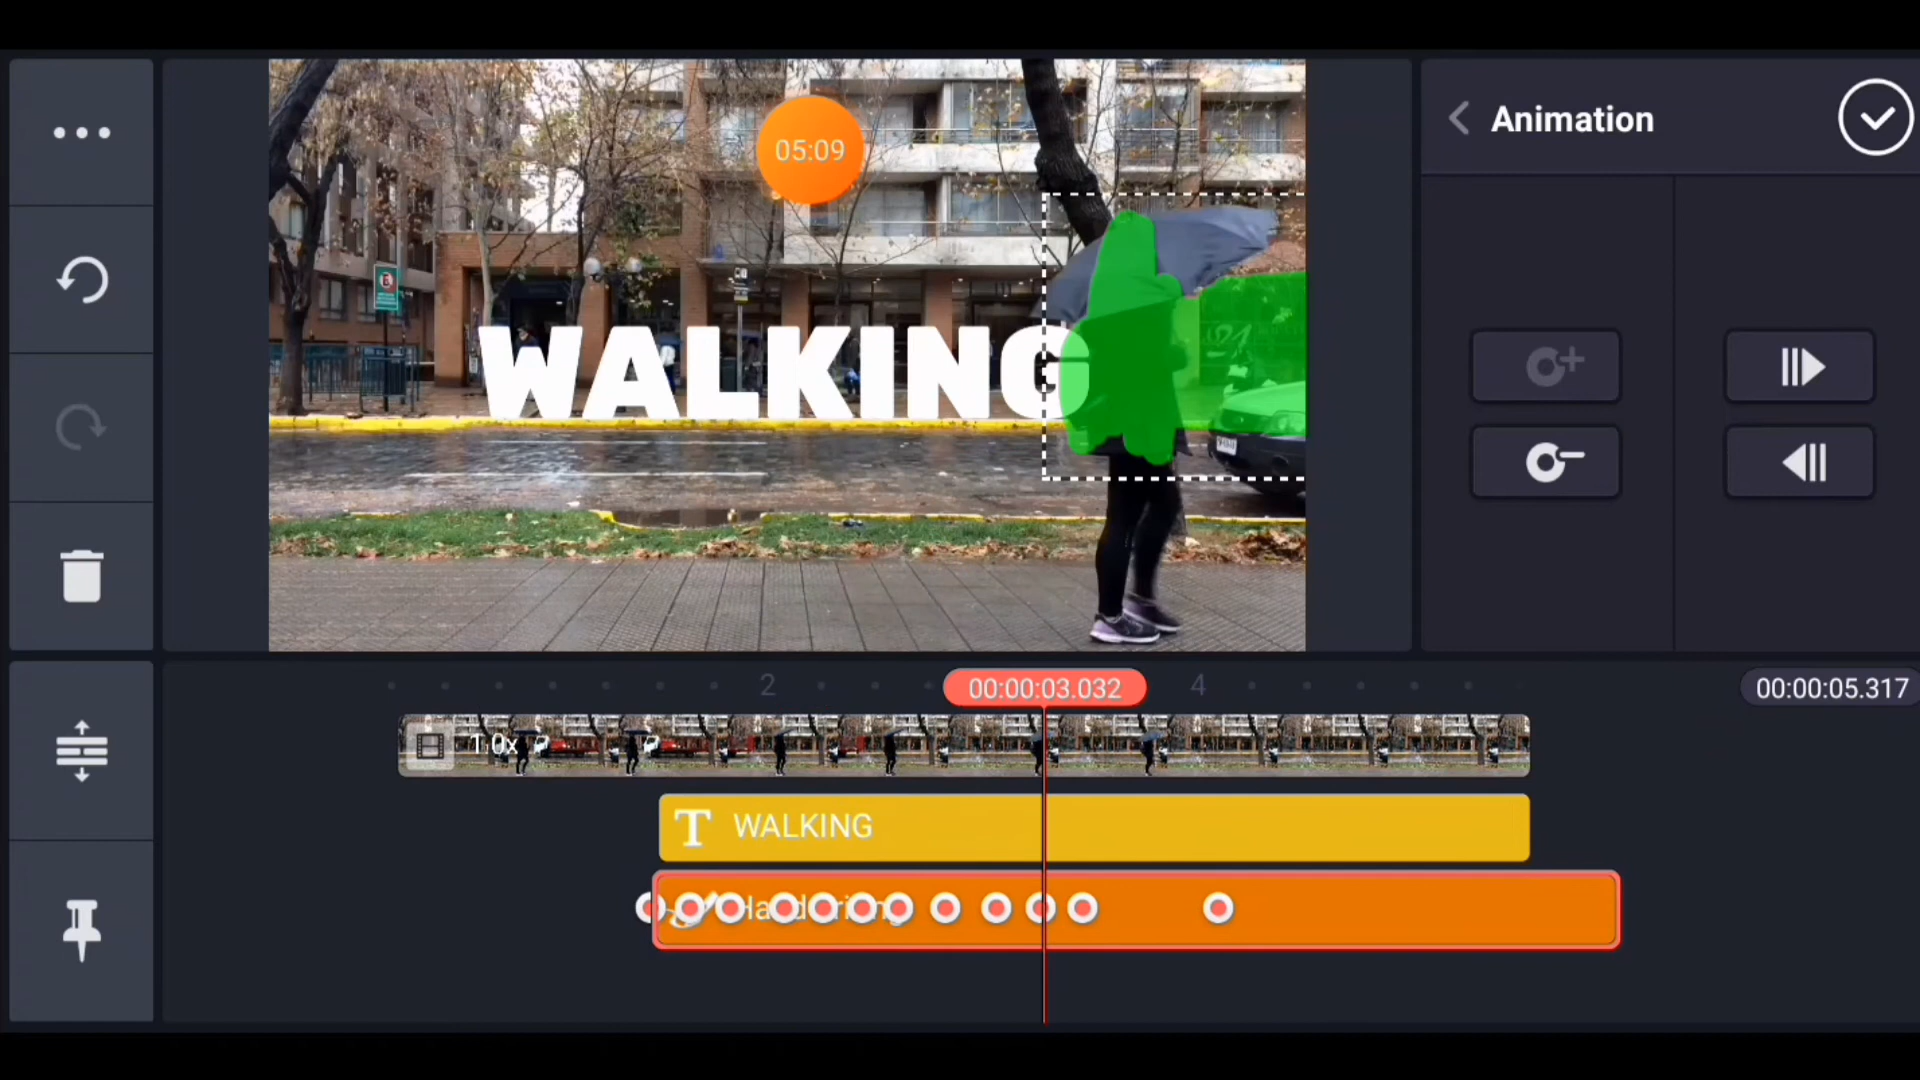 Animation
05:09
WALKING
2
00:00:03.032
4
00:00:05.317
1.0x
T WALKING